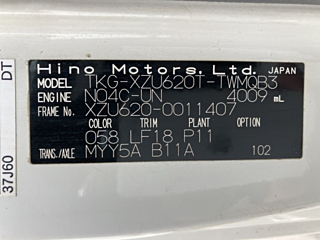 Hino Motors, Ltd. JAPAN
MODEL TKG-XZU620T-TWMQB3
ENGINE N04C-UN 4009 mL
FRAME No. XZU620-0011407
COLOR TRIM PLANT OPTION
058 LF18 P11
TRANS./AXLE MYY5A B11A 102
DT
37J60